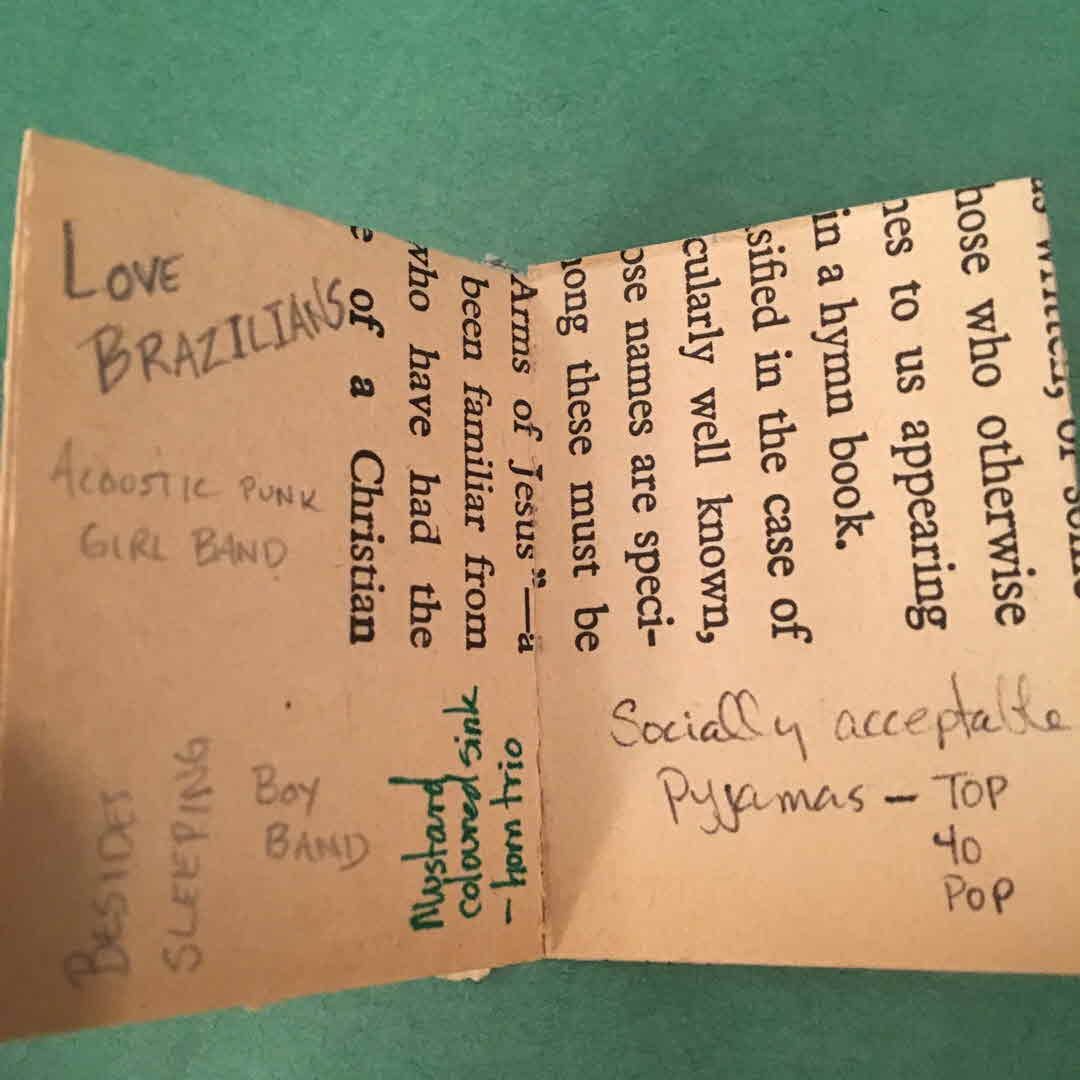 LOVE
BRAZILIANS
ACOUSTIC PUNK
GIRL BAND
BESIDES
SLEEPING
BOY
BAND
Mustard
coloured sink
- horn trio
hose who otherwise
nes to us appearing
in a hymn book.
sified in the case of
cularly well known,
ose names are speci-
ong these must be
Arms of Jesus”—a
been familiar from
who have had the
e of a Christian
Socially acceptable
Pyjamas – TOP
40
POP